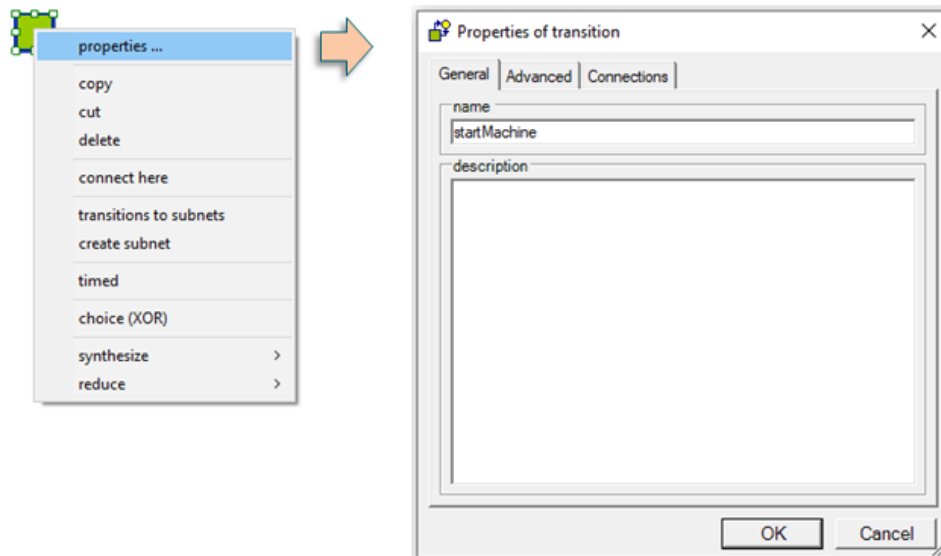 properties ...
copy
cut
delete
connect here
transitions to subnets
create subnet
timed
choice (XOR)
synthesize
reduce
Properties of transition
General Advanced Connections
name
startMachine
description
OK Cancel